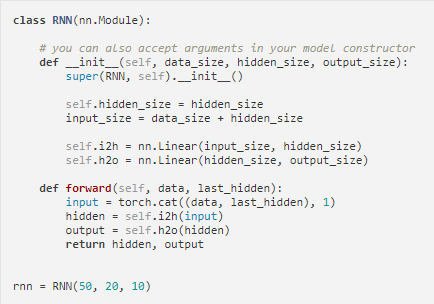 class RNN(nn.Module):
# you can also accept arguments in your model constructor
def __init__(self, data_size, hidden_size, output_size):
super(RNN, self).__init__()
self.hidden_size = hidden_size
input_size = data_size + hidden_size
self.i2h = nn.Linear(input_size, hidden_size)
self.h2o = nn.Linear(hidden_size, output_size)
def forward(self, data, last_hidden):
input = torch.cat((data, last_hidden), 1)
hidden = self.i2h(input)
output = self.h2o(hidden)
return hidden, output
rnn = RNN(50, 20, 10)